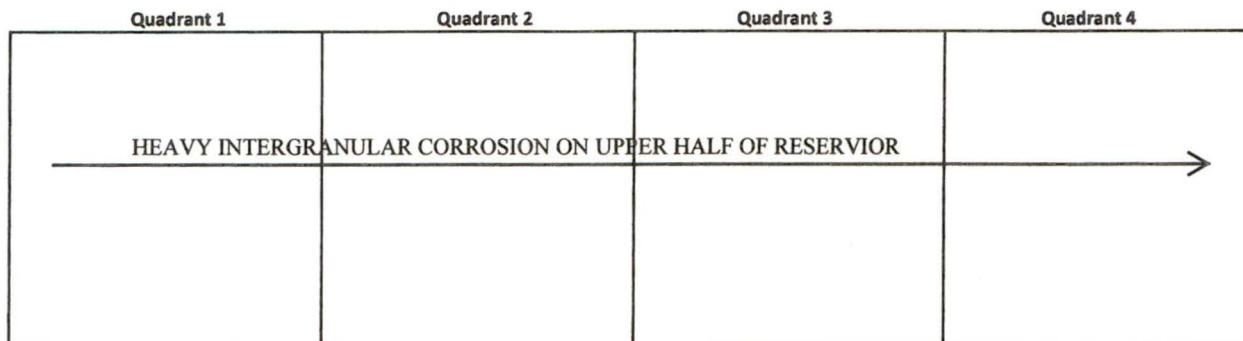 Quadrant 1 Quadrant 2 Quadrant 3 Quadrant 4
HEAVY INTERGRANULAR CORROSION ON UPPER HALF OF RESERVIOR